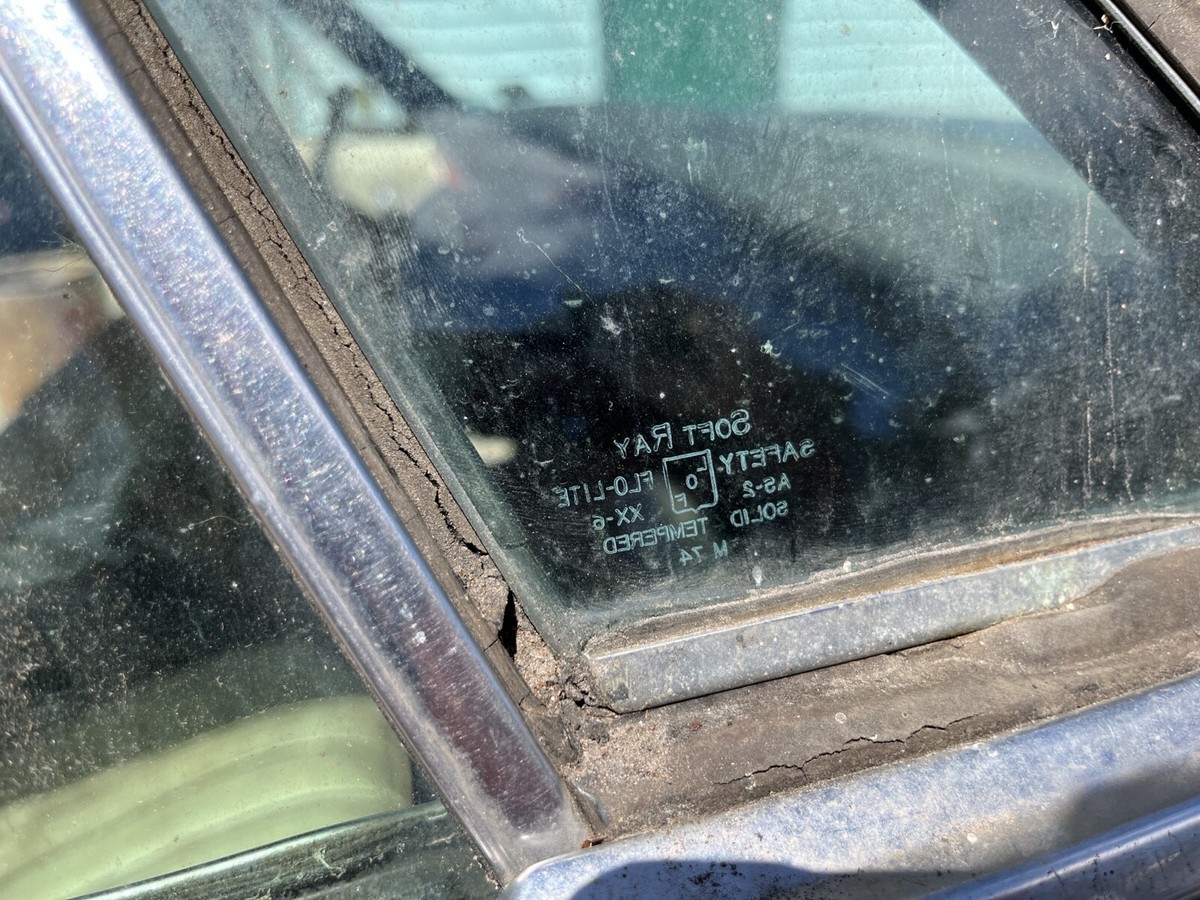 SOFT RAY
SAFETY L FLO-LITE
AS-2 O XX-6
F
SOLID TEMPERED
M 74